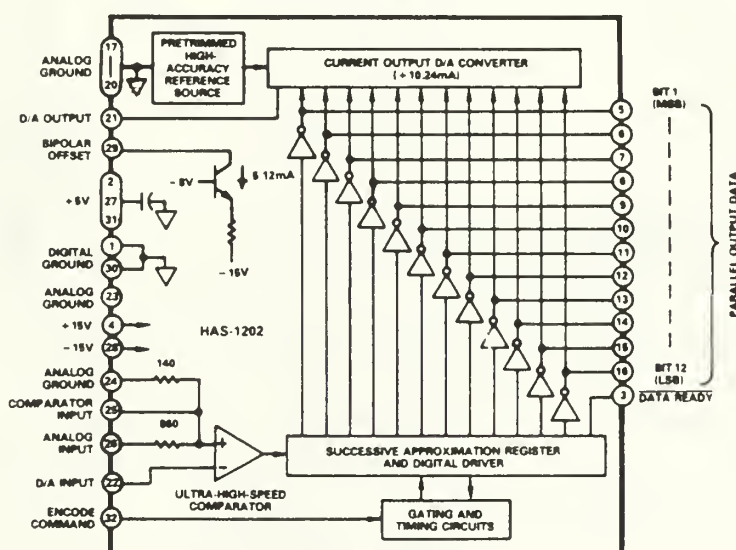 ANALOG
GROUND
17
20
PRETRIMMED
HIGH-
ACCURACY
REFERENCE
SOURCE
CURRENT OUTPUT D/A CONVERTER
(+10.24mA)
D/A OUTPUT
21
BIPOLAR
OFFSET
29
- 8V
5 12mA
- 15V
2
+ 5V
27
31
DIGITAL
GROUND
1
30
ANALOG
GROUND
23
+ 15V
4
- 15V
28
HAS-1202
ANALOG
GROUND
24
140
COMPARATOR
INPUT
25
ANALOG
INPUT
26
860
+
-
D/A INPUT
22
ULTRA-HIGH-SPEED
COMPARATOR
ENCODE
COMMAND
32
SUCCESSIVE APPROXIMATION REGISTER
AND DIGITAL DRIVER
GATING AND
TIMING CIRCUITS
5
6
7
8
9
10
11
12
13
14
15
16
3
BIT 1
(MSB)
BIT 12
(LSB)
DATA READY
PARALLEL OUTPUT DATA